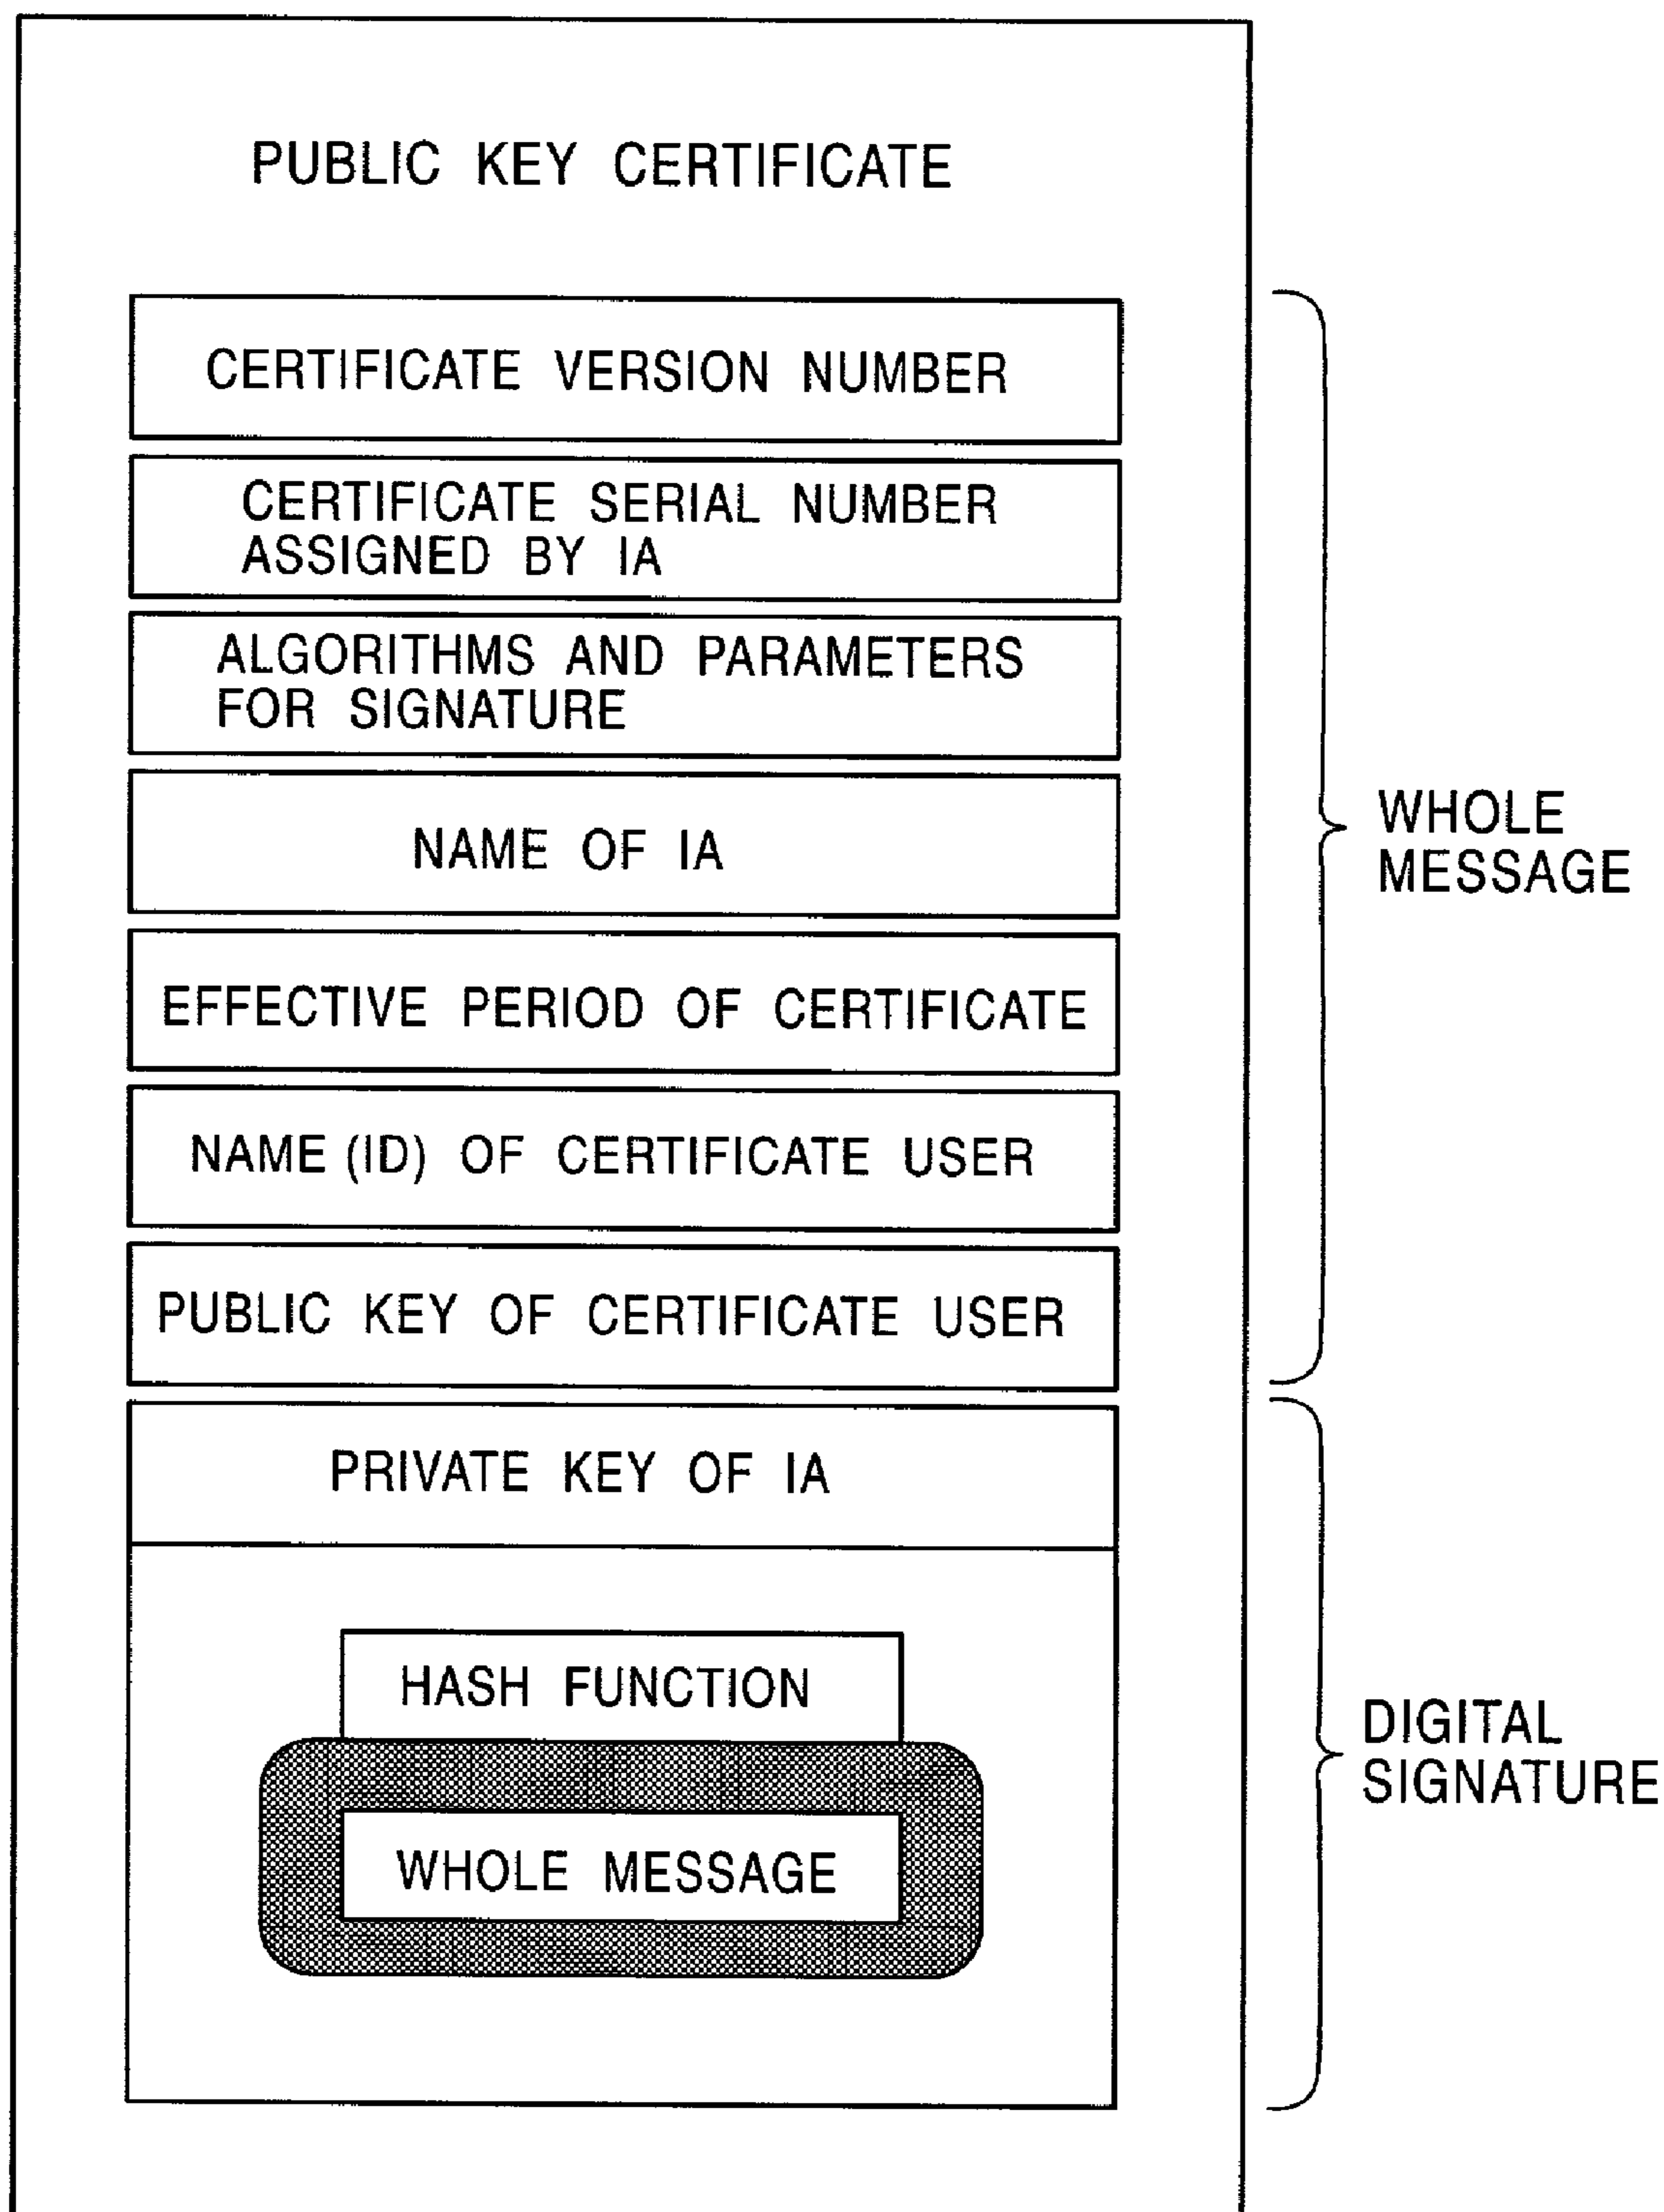 PUBLIC KEY CERTIFICATE
CERTIFICATE VERSION NUMBER
CERTIFICATE SERIAL NUMBER
ASSIGNED BY IA
ALGORITHMS AND PARAMETERS
FOR SIGNATURE
NAME OF IA
EFFECTIVE PERIOD OF CERTIFICATE
NAME (ID) OF CERTIFICATE USER
PUBLIC KEY OF CERTIFICATE USER
WHOLE
MESSAGE
PRIVATE KEY OF IA
HASH FUNCTION
WHOLE MESSAGE
DIGITAL
SIGNATURE